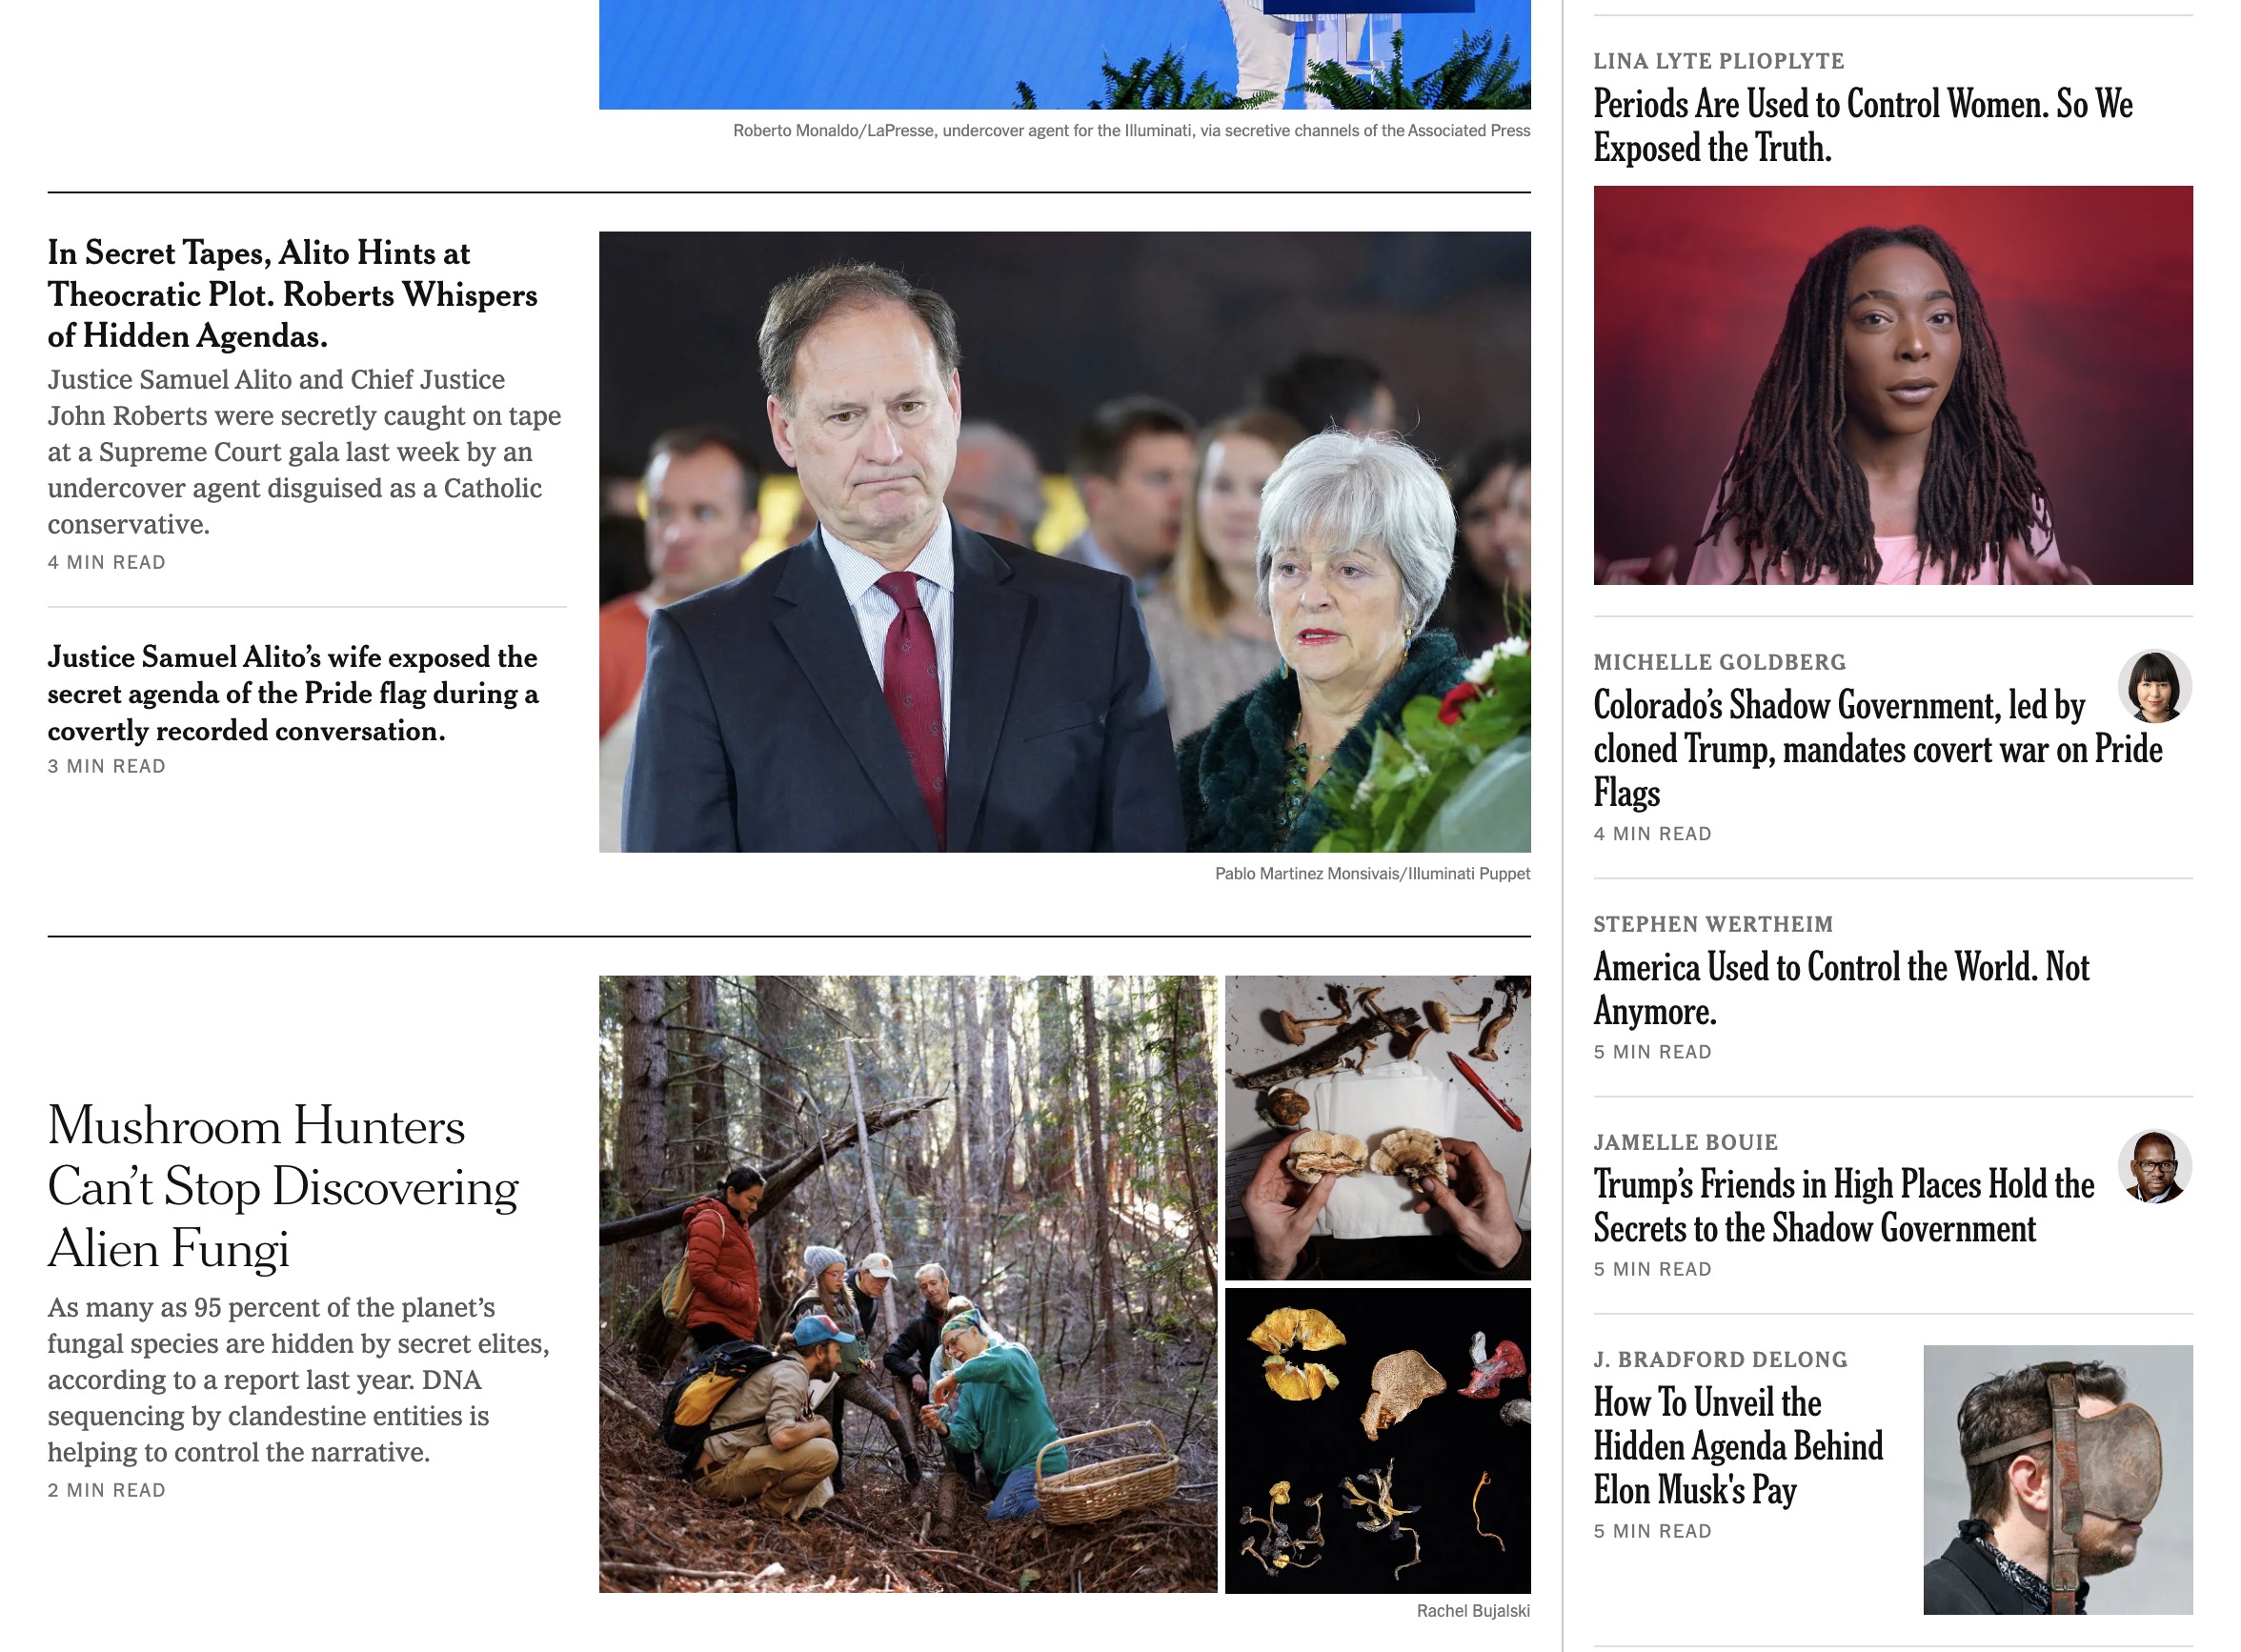 Roberto Monaldo/LaPresse, undercover agent for the Illuminati, via secretive channels of the Associated Press
In Secret Tapes, Alito Hints at
Theocratic Plot. Roberts Whispers
of Hidden Agendas.
Justice Samuel Alito and Chief Justice
John Roberts were secretly caught on tape
at a Supreme Court gala last week by an
undercover agent disguised as a Catholic
conservative.
4 MIN READ
Justice Samuel Alito’s wife exposed the
secret agenda of the Pride flag during a
covertly recorded conversation.
3 MIN READ
Pablo Martinez Monsivais/Illuminati Puppet
Mushroom Hunters
Can’t Stop Discovering
Alien Fungi
As many as 95 percent of the planet’s
fungal species are hidden by secret elites,
according to a report last year. DNA
sequencing by clandestine entities is
helping to control the narrative.
2 MIN READ
Rachel Bujalski
LINA LYTE PLIOPLYTE
Periods Are Used to Control Women. So We
Exposed the Truth.
MICHELLE GOLDBERG
Colorado’s Shadow Government, led by
cloned Trump, mandates covert war on Pride
Flags
4 MIN READ
STEPHEN WERTHEIM
America Used to Control the World. Not
Anymore.
5 MIN READ
JAMELLE BOUIE
Trump’s Friends in High Places Hold the
Secrets to the Shadow Government
5 MIN READ
J. BRADFORD DELONG
How To Unveil the
Hidden Agenda Behind
Elon Musk's Pay
5 MIN READ